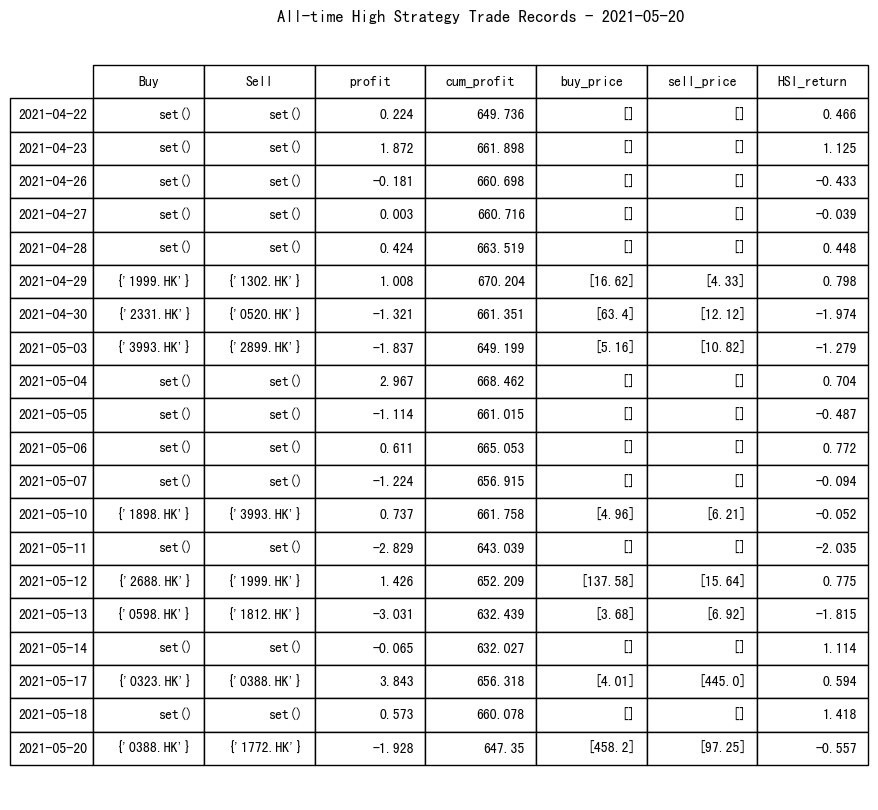 All-time High Strategy Trade Records - 2021-05-20
Buy Sell profit cum_profit buy_price sell_price HSI_return
2021-04-22 set() set() 0.224 649.736 [] [] 0.466
2021-04-23 set() set() 1.872 661.898 [] [] 1.125
2021-04-26 set() set() -0.181 660.698 [] [] -0.433
2021-04-27 set() set() 0.003 660.716 [] [] -0.039
2021-04-28 set() set() 0.424 663.519 [] [] 0.448
2021-04-29 {'1999.HK'} {'1302.HK'} 1.008 670.204 [16.62] [4.33] 0.798
2021-04-30 {'2331.HK'} {'0520.HK'} -1.321 661.351 [63.4] [12.12] -1.974
2021-05-03 {'3993.HK'} {'2899.HK'} -1.837 649.199 [5.16] [10.82] -1.279
2021-05-04 set() set() 2.967 668.462 [] [] 0.704
2021-05-05 set() set() -1.114 661.015 [] [] -0.487
2021-05-06 set() set() 0.611 665.053 [] [] 0.772
2021-05-07 set() set() -1.224 656.915 [] [] -0.094
2021-05-10 {'1898.HK'} {'3993.HK'} 0.737 661.758 [4.96] [6.21] -0.052
2021-05-11 set() set() -2.829 643.039 [] [] -2.035
2021-05-12 {'2688.HK'} {'1999.HK'} 1.426 652.209 [137.58] [15.64] 0.775
2021-05-13 {'0598.HK'} {'1812.HK'} -3.031 632.439 [3.68] [6.92] -1.815
2021-05-14 set() set() -0.065 632.027 [] [] 1.114
2021-05-17 {'0323.HK'} {'0388.HK'} 3.843 656.318 [4.01] [445.0] 0.594
2021-05-18 set() set() 0.573 660.078 [] [] 1.418
2021-05-20 {'0388.HK'} {'1772.HK'} -1.928 647.35 [458.2] [97.25] -0.557